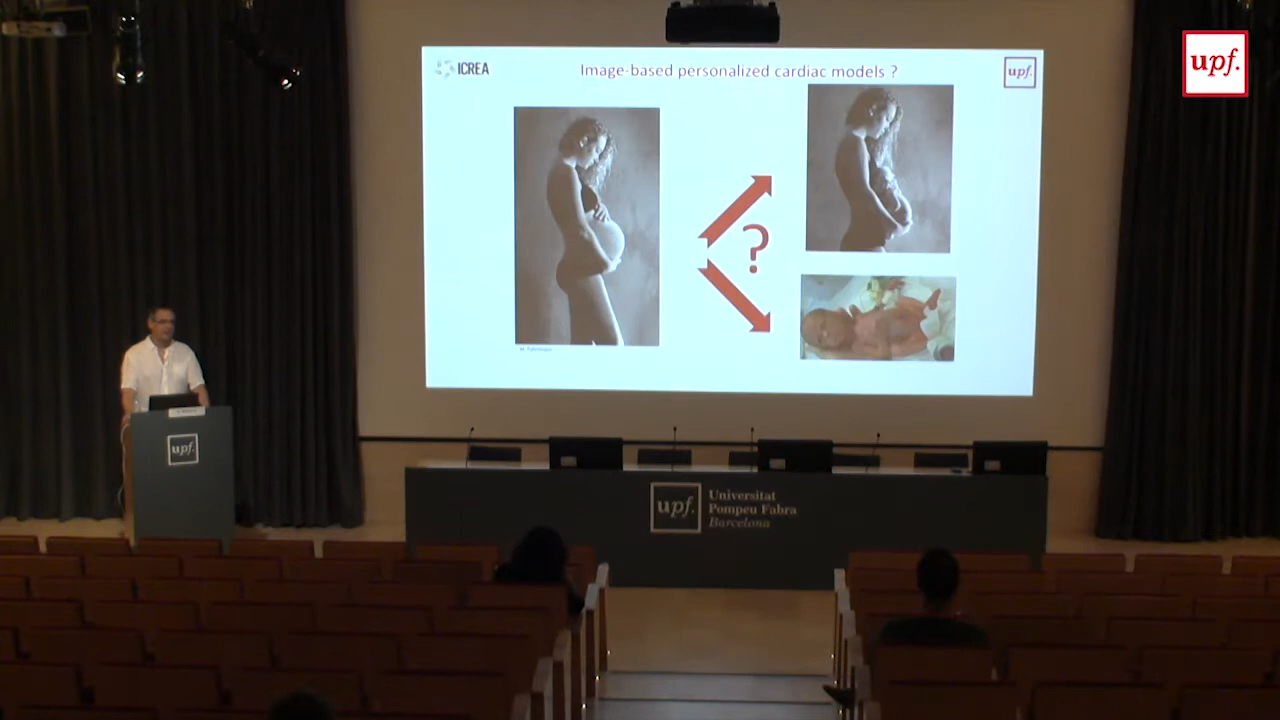 ICREA
Image-based personalized cardiac models ?
upf.
upf.
?
upf.
upf.
Universitat
Pompeu Fabra
Barcelona